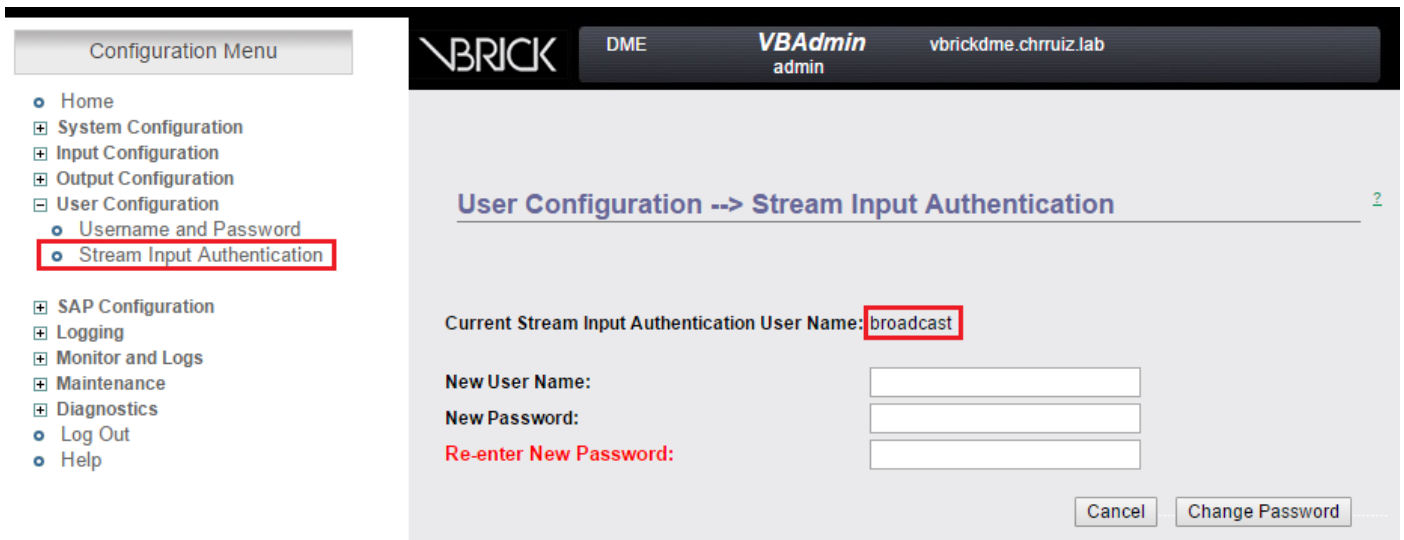 Configuration Menu
Home
System Configuration
Input Configuration
Output Configuration
User Configuration
Username and Password
Stream Input Authentication
SAP Configuration
Logging
Monitor and Logs
Maintenance
Diagnostics
Log Out
Help
VBRICK DME VBAdmin vbrickdme.chrruiz.lab
admin
User Configuration --> Stream Input Authentication ?
Current Stream Input Authentication User Name: broadcast
New User Name:
New Password:
Re-enter New Password:
Cancel Change Password